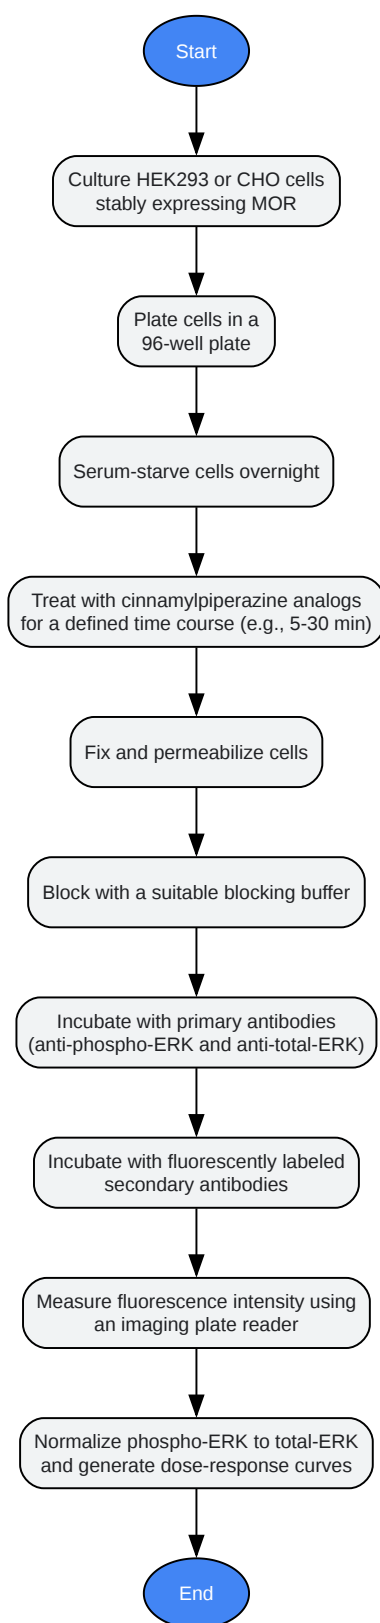 Start
Culture HEK293 or CHO cells
stably expressing MOR
Plate cells in a
96-well plate
Serum-starve cells overnight
Treat with cinnamylpiperazine analogs
for a defined time course (e.g., 5-30 min)
Fix and permeabilize cells
Block with a suitable blocking buffer
Incubate with primary antibodies
(anti-phospho-ERK and anti-total-ERK)
Incubate with fluorescently labeled
secondary antibodies
Measure fluorescence intensity using
an imaging plate reader
Normalize phospho-ERK to total-ERK
and generate dose-response curves
End